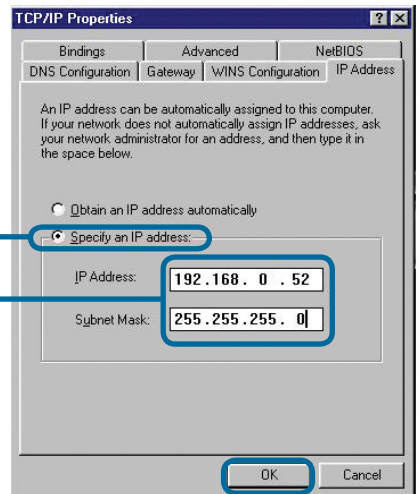 TCP/IP Properties
? X
Bindings Advanced NetBIOS
DNS Configuration Gateway WINS Configuration IP Address
An IP address can be automatically assigned to this computer.
If your network does not automatically assign IP addresses, ask
your network administrator for an address, and then type it in
the space below.
Obtain an IP address automatically
Specify an IP address:
IP Address: 192.168. 0 .52
Subnet Mask: 255.255.255. 0
OK Cancel